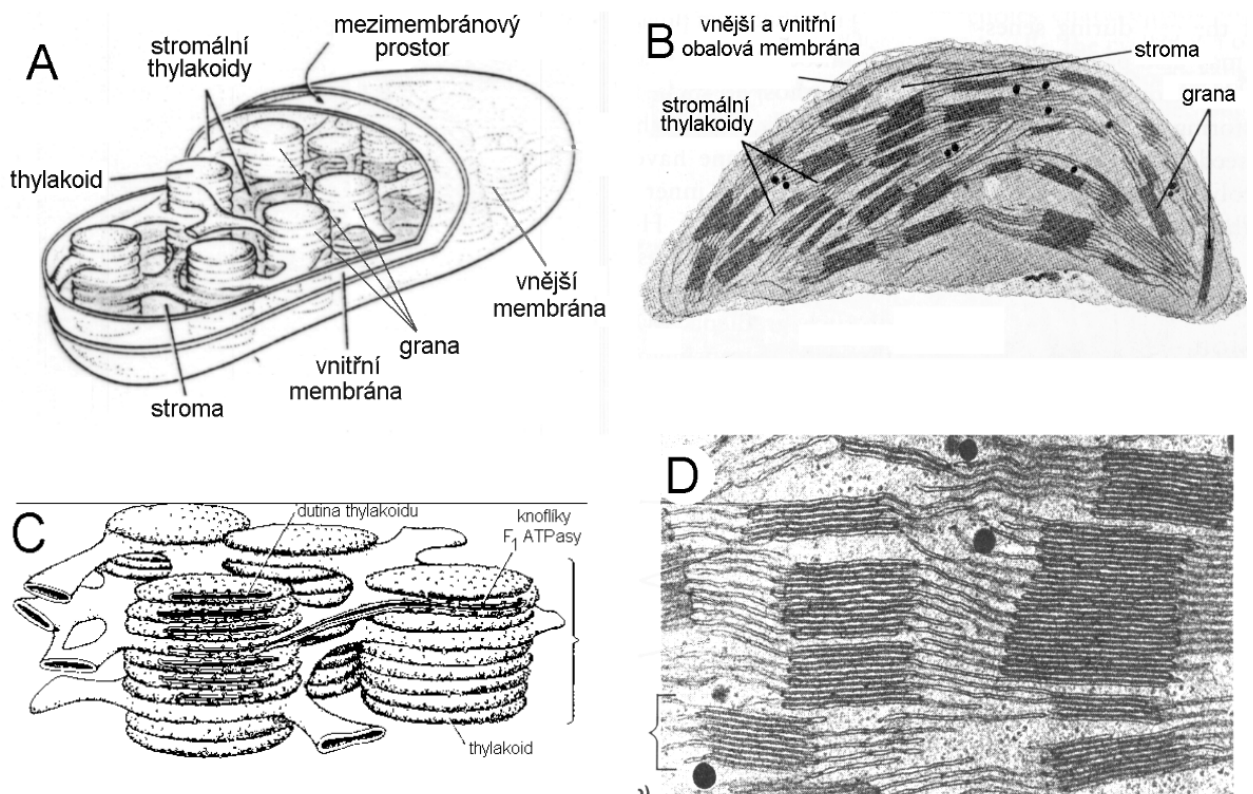 A
mezimembránový
prostor
stromální
thylakoidy
thylakoid
vnější
membrána
grana
vnitřní
membrána
stroma
B
vnější a vnitřní
obalová membrána
stroma
grana
stromální
thylakoidy
C
dutina thylakoidu
knoflíky
F1 ATPasy
thylakoid
D